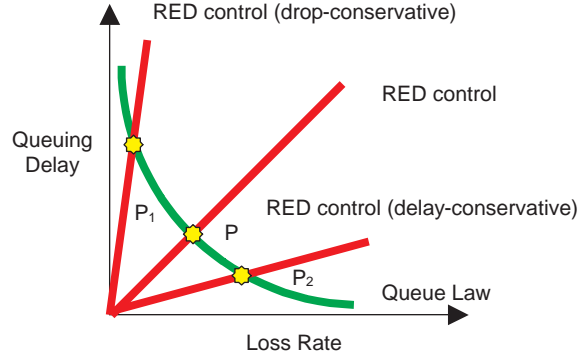 RED control (drop-conservative)
RED control
Queuing
Delay
P1
P
RED control (delay-conservative)
P2
Queue Law
Loss Rate